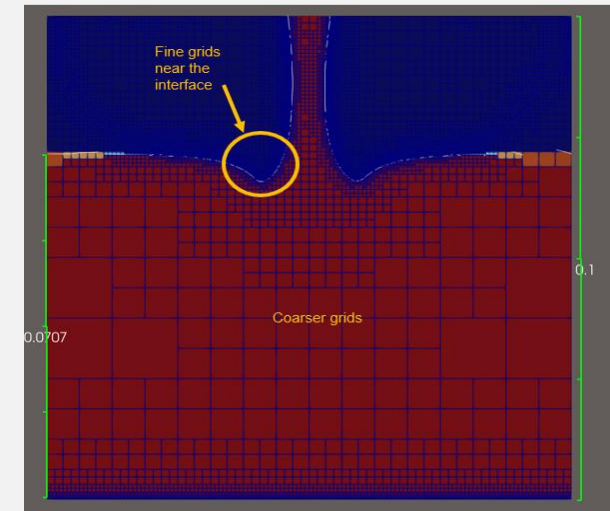 Fine grids
near the
interface
0.1
Coarser grids
0.0707